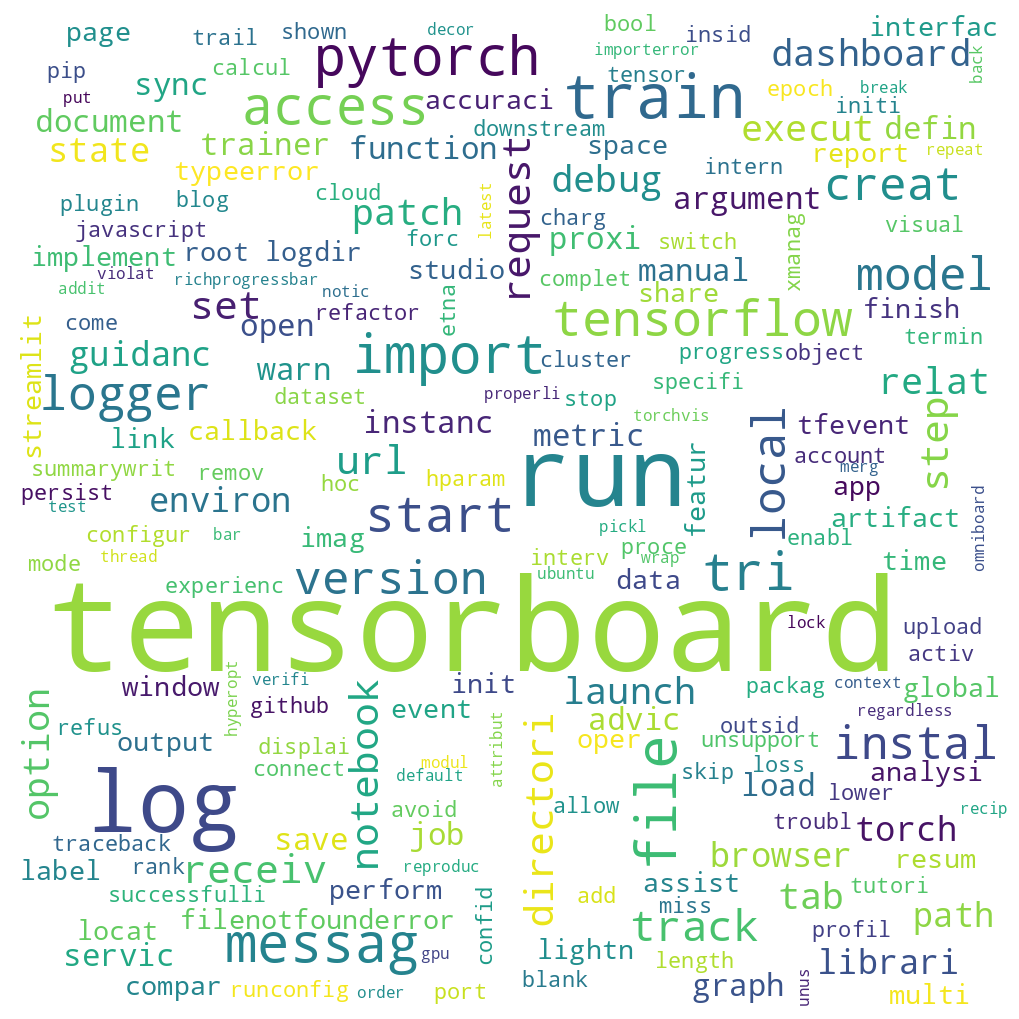 page
trail
shown
decor
bool
insid
interfac
pytorch
importerror
dashboard
back
pip
sync
calcul
tensor
train
epoch
break
put
access
accuraci
initi
document
downstream
execut
defin
state
trainer
function
space
report
repeat
typeerror
request
debug
intern
creat
cloud
argument
plugin
blog
patch
latest
charg
visual
javascript
forc
proxi
switch
xmanag
implement
root logdir
studio
manual
model
violat
richprogressbar
complet
addit
notic
etna
share
set
refactor
tensorflow
finish
come
open
termin
streamlit
guidanc
warn
import
cluster
progress
object
logger
dataset
properli
stop
specifi
relat
link
callback
instanc
metric
torchvis
local
tfevent
step
summarywrit
remov
url
hparam
run
featur
account
merg
persist
environ
hoc
app
omniboard
test
start
pickl
artifact
configur
bar
imag
enabl
mode
thread
interv
proce
wrap
time
experienc
version
ubuntu
data
tri
tensorboard
lock
upload
activ
window
hyperopt
verifi
notebook
init
launch
packag
context
global
option
github
event
regardless
refus
output
displai
attribut
directori
advic
outsid
oper
file
unsupport
instal
connect
modul
default
skip
loss
analysi
log
avoid
allow
load
lower
recip
traceback
save
job
troubl
torch
label
rank
receiv
reproduc
browser
resum
successfulli
perform
confid
add
assist
miss
tab
tutori
locat
filenotfounderror
track
profil
path
servic
messag
gpu
lightn
length
librari
compar
runconfig
order
port
blank
graph
unus
multi